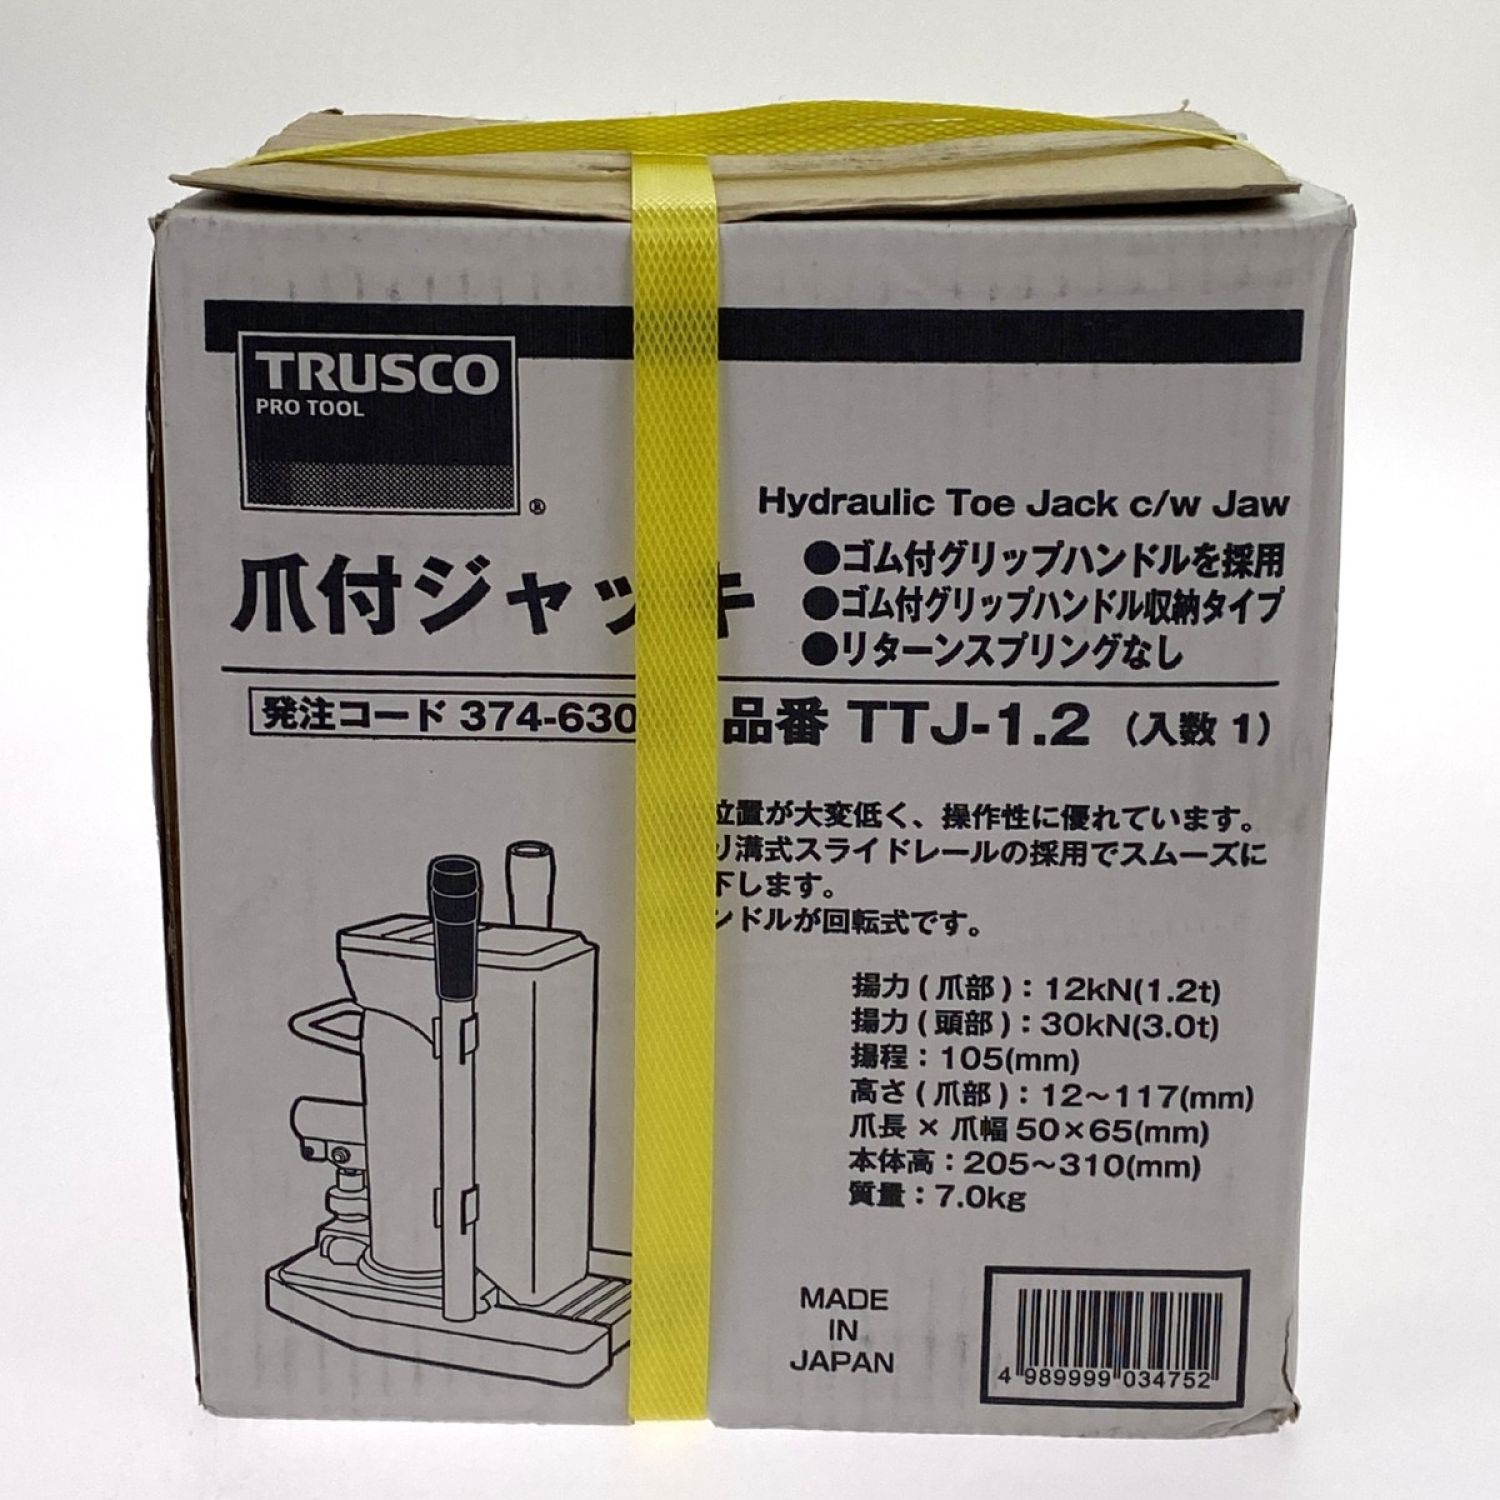 TRUSCO
PRO TOOL
®
Hydraulic Toe Jack c/w Jaw
爪付ジャッキ
●ゴム付グリップハンドルを採用
●ゴム付グリップハンドル収納タイプ
●リターンスプリングなし
発注コード 374-630
品番 TTJ-1.2 (入数 1)
位置が大変低く、操作性に優れています。
り溝式スライドレールの採用でスムーズに
下します。
ンドルが回転式です。
揚力(爪部):12kN(1.2t)
揚力(頭部):30kN(3.0t)
揚程:105(mm)
高さ(爪部):12~117(mm)
爪長×爪幅 50×65(mm)
本体高:205~310(mm)
質量:7.0kg
MADE
IN
JAPAN
4 989999 034752